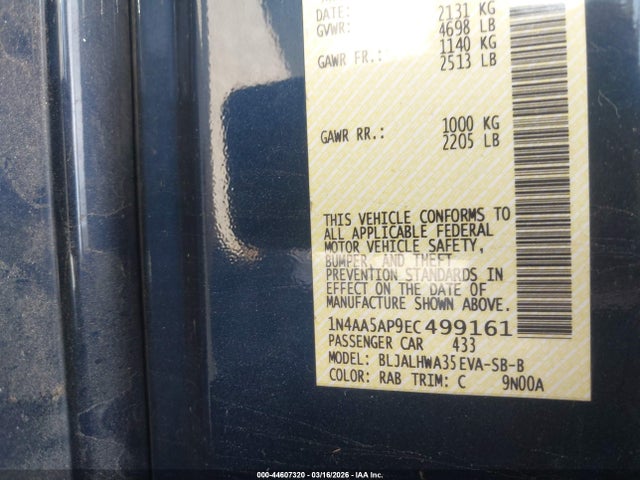 DATE: 2131 KG
GVWR: 4698 LB
1140 KG
GAWR FR.: 2513 LB
1000 KG
GAWR RR.: 2205 LB
THIS VEHICLE CONFORMS TO
ALL APPLICABLE FEDERAL
MOTOR VEHICLE SAFETY,
BUMPER, AND THEFT
PREVENTION STANDARDS IN
EFFECT ON THE DATE OF
MANUFACTURE SHOWN ABOVE.
1N4AA5AP9EC499161
PASSENGER CAR 433
MODEL: BLJALHWA35EVA-SB-B
COLOR: RAB TRIM: C 9N00A
000-44607320 - 03/16/2026 - IAA Inc.